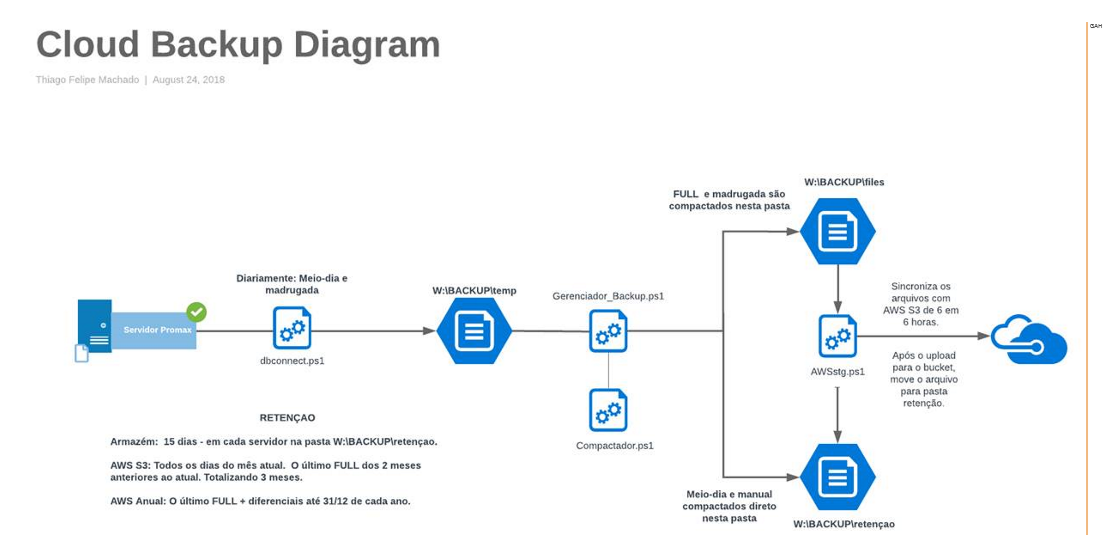 Cloud Backup Diagram
Thiago Felipe Machado | August 24, 2018
W:\BACKUP\files
FULL e madrugada são
compactados nesta pasta
Diariamente: Meio-dia e
madrugada
W:\BACKUP\temp
Gerenciador_Backup.ps1
Sincroniza os
arquivos com
AWS S3 de 6 em
6 horas.
Servidor Promax
dbconnect.ps1
AWSstg.ps1
Após o upload
para o bucket,
move o arquivo
para pasta
retenção.
Compactador.ps1
RETENÇAO
Armazém: 15 dias - em cada servidor na pasta W:\BACKUP\retençao.
AWS S3: Todos os dias do mês atual. O último FULL dos 2 meses
anteriores ao atual. Totalizando 3 meses.
AWS Anual: O último FULL + diferenciais até 31/12 de cada ano.
Meio-dia e manual
compactados direto
nesta pasta
W:\BACKUP\retençao